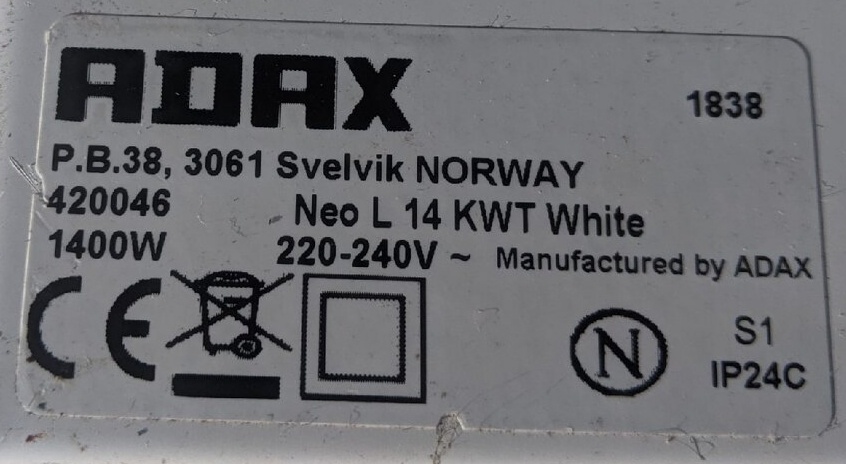 ADAX
1838
P.B.38, 3061 Svelvik NORWAY
420046 Neo L 14 KWT White
1400W 220-240V ~ Manufactured by ADAX
CE
N
S1
IP24C